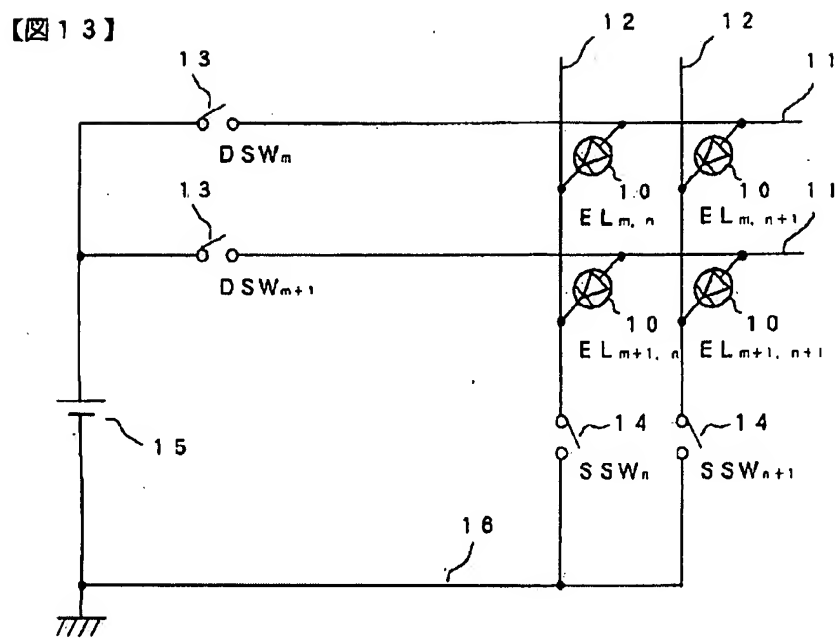 【図13】
12 12
13 11
DSWm
13 10 10 11
ELm, n ELm, n+1
DSWm+1
10 10
ELm+1, n ELm+1, n+1
15 14 14
SSWn SSWn+1
16